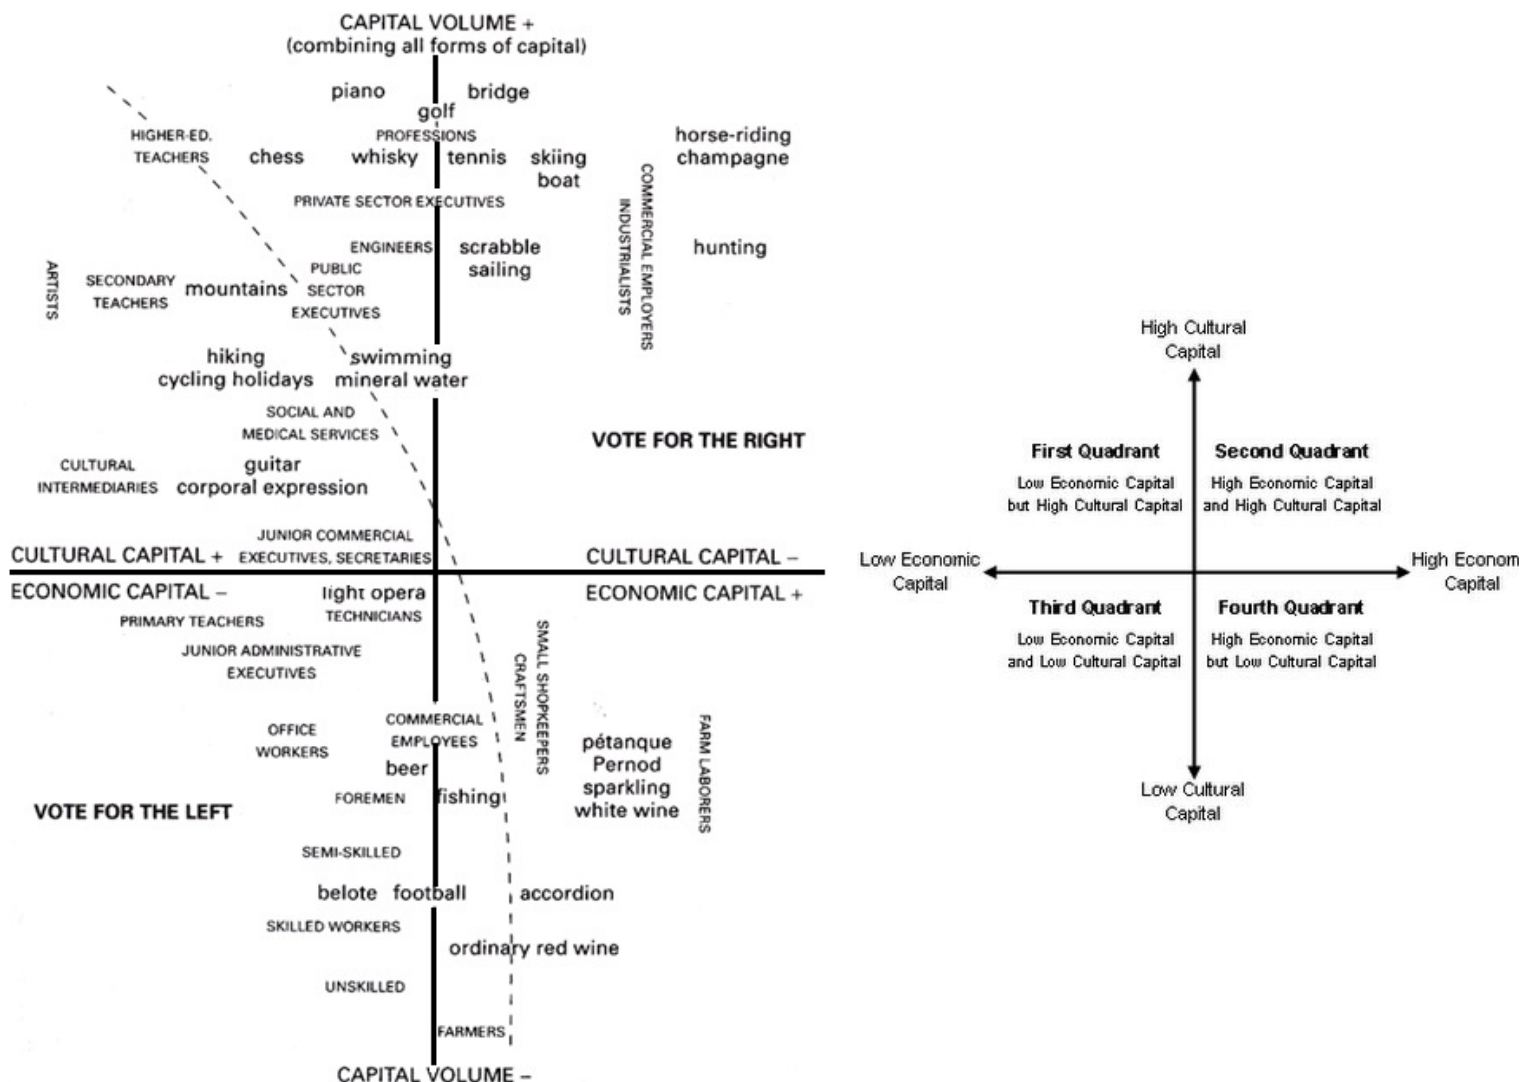 CAPITAL VOLUME +
(combining all forms of capital)
piano
bridge
golf
HIGHER-ED.
TEACHERS
chess
PROFESSIONS
whisky
tennis
skiing
boat
horse-riding
champagne
PRIVATE SECTOR EXECUTIVES
COMMERCIAL EMPLOYERS
INDUSTRIALISTS
ENGINEERS
scrabble
sailing
hunting
ARTISTS
SECONDARY
TEACHERS
mountains
PUBLIC
SECTOR
EXECUTIVES
hiking
cycling holidays
swimming
mineral water
SOCIAL AND
MEDICAL SERVICES
VOTE FOR THE RIGHT
CULTURAL
INTERMEDIARIES
guitar
corporal expression
JUNIOR COMMERCIAL
EXECUTIVES, SECRETARIES
CULTURAL CAPITAL +
CULTURAL CAPITAL –
ECONOMIC CAPITAL –
ECONOMIC CAPITAL +
light opera
TECHNICIANS
PRIMARY TEACHERS
JUNIOR ADMINISTRATIVE
EXECUTIVES
SMALL SHOPKEEPERS
CRAFTSMEN
OFFICE
WORKERS
COMMERCIAL
EMPLOYEES
beer
pétanque
Pernod
sparkling
white wine
FARM LABORERS
FOREMEN
fishing
VOTE FOR THE LEFT
SEMI-SKILLED
belote
football
accordion
SKILLED WORKERS
ordinary red wine
UNSKILLED
FARMERS
CAPITAL VOLUME –
High Cultural
Capital
First Quadrant
Low Economic Capital
but High Cultural Capital
Second Quadrant
High Economic Capital
and High Cultural Capital
Low Economic
Capital
High Econom
Capital
Third Quadrant
Low Economic Capital
and Low Cultural Capital
Fourth Quadrant
High Economic Capital
but Low Cultural Capital
Low Cultural
Capital